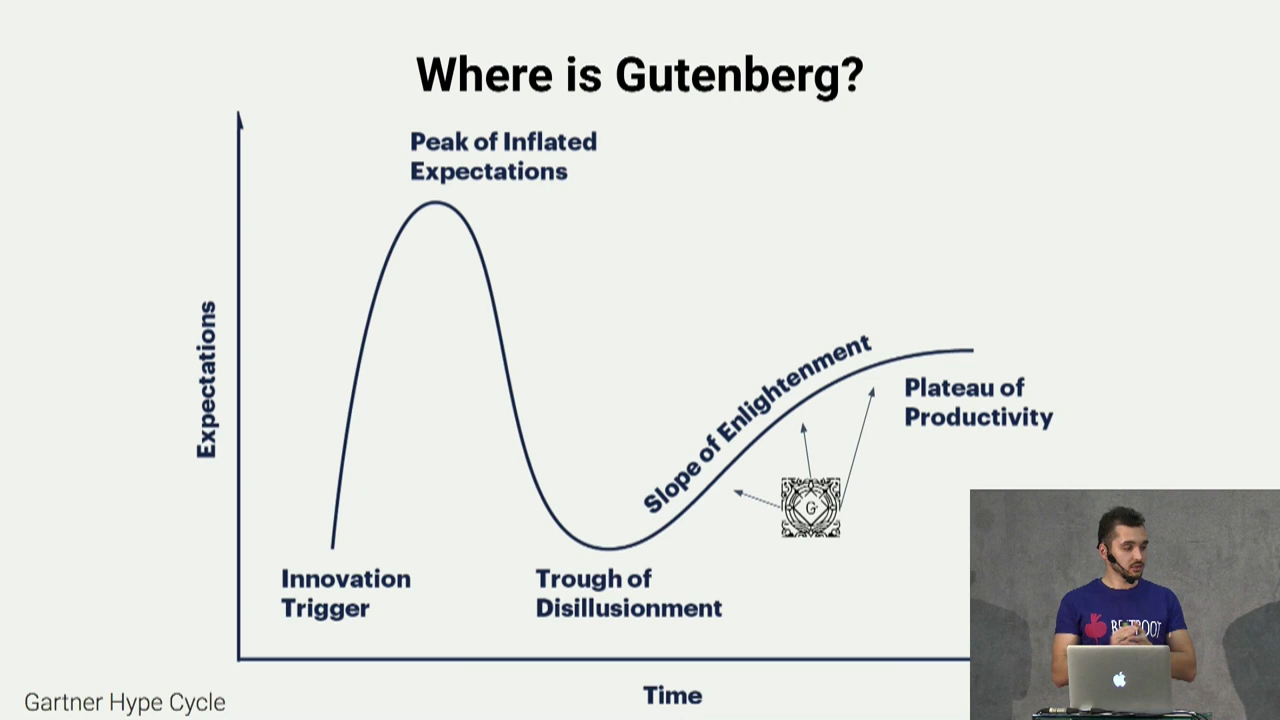 Where is Gutenberg?
Peak of Inflated
Expectations
Expectations
Slope of Enlightenment
Plateau of
Productivity
G
Innovation
Trigger
Trough of
Disillusionment
Time
Gartner Hype Cycle